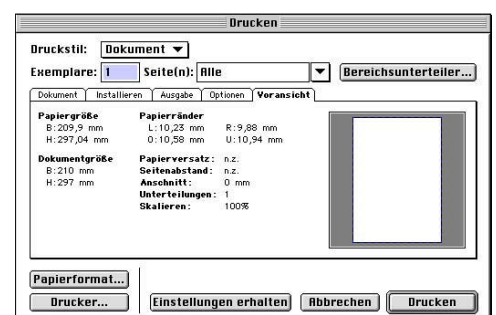 Drucken
Druckstil: Dokument
Exemplare: 1 Seite(n): Alle Bereichsunterteiler...
Dokument Installieren Ausgabe Optionen Voransicht
Papiergröße Papierränder
B:209,9 mm L:10,23 mm R:9,88 mm
H:297,04 mm O:10,58 mm U:10,94 mm
Dokumentgröße Papierversatz: n.z.
B:210 mm Seitenabstand: n.z.
H:297 mm Anschnitt: 0 mm
Unterteilungen: 1
Skalieren: 100%
Papierformat...
Drucker... Einstellungen erhalten Abbrechen Drucken